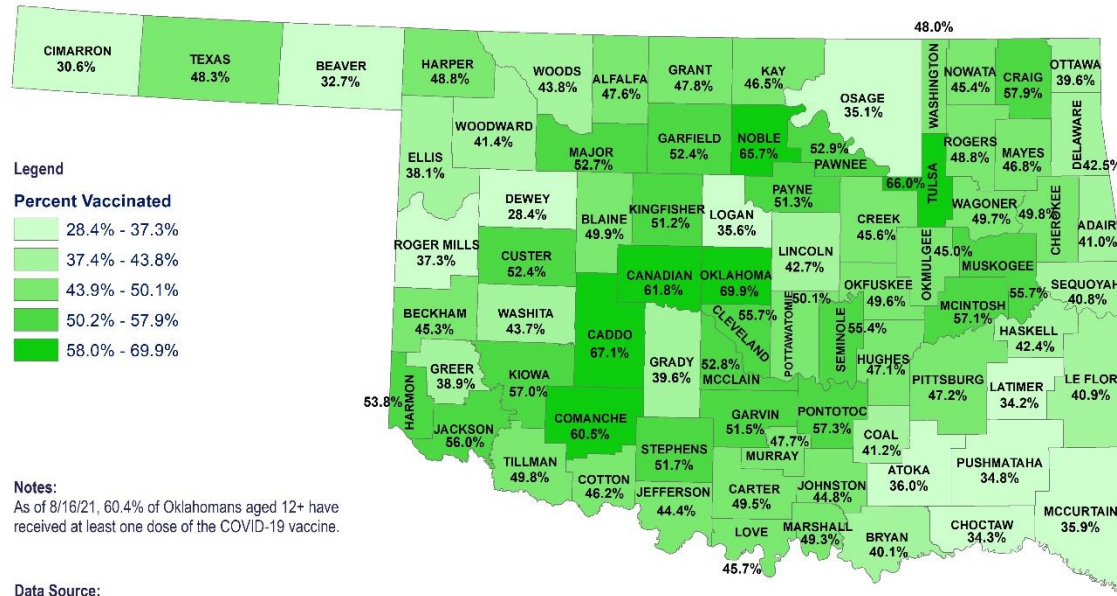 48.0%
CIMARRON
30.6%
TEXAS
48.3%
BEAVER
32.7%
HARPER
48.8%
WOODS
43.8%
ALFALFA
47.6%
GRANT
47.8%
KAY
46.5%
OSAGE
35.1%
WASHINGTON
NOWATA
45.4%
CRAIG
57.9%
OTTAWA
39.6%
DELAWARE
42.5%
WOODWARD
41.4%
ELLIS
38.1%
MAJOR
52.7%
GARFIELD
52.4%
NOBLE
65.7%
52.9%
PAWNEE
ROGERS
48.8%
MAYES
46.8%
Legend
Percent Vaccinated
28.4% - 37.3%
37.4% - 43.8%
43.9% - 50.1%
50.2% - 57.9%
58.0% - 69.9%
DEWEY
28.4%
BLAINE
49.9%
KINGFISHER
51.2%
LOGAN
35.6%
PAYNE
51.3%
66.0%
TULSA
WAGONER
49.7%
49.8%
CHEROKEE
ADAIR
41.0%
ROGER MILLS
37.3%
CUSTER
52.4%
CANADIAN
61.8%
OKLAHOMA
69.9%
LINCOLN
42.7%
CREEK
45.6%
OKMULGEE
45.0%
MUSKOGEE
55.7%
SEQUOYAH
40.8%
BECKHAM
45.3%
WASHITA
43.7%
CADDO
67.1%
GRADY
39.6%
55.7%
CLEVELAND
50.1%
POTTAWATOMIE
SEMINOLE
55.4%
OKFUSKEE
49.6%
MCINTOSH
57.1%
HASKELL
42.4%
GREER
38.9%
KIOWA
57.0%
52.8%
MCCLAIN
HUGHES
47.1%
PITTSBURG
47.2%
LATIMER
34.2%
LE FLOR
40.9%
53.8%
HARMON
JACKSON
56.0%
COMANCHE
60.5%
STEPHENS
51.7%
GARVIN
51.5%
PONTOTOC
57.3%
47.7%
MURRAY
COAL
41.2%
ATOKA
36.0%
PUSHMATAHA
34.8%
TILLMAN
49.8%
COTTON
46.2%
JEFFERSON
44.4%
CARTER
49.5%
JOHNSTON
44.8%
MCCURTAIN
35.9%
LOVE
45.7%
MARSHALL
49.3%
BRYAN
40.1%
CHOCTAW
34.3%
Notes:
As of 8/16/21, 60.4% of Oklahomans aged 12+ have
received at least one dose of the COVID-19 vaccine.
Data Source: